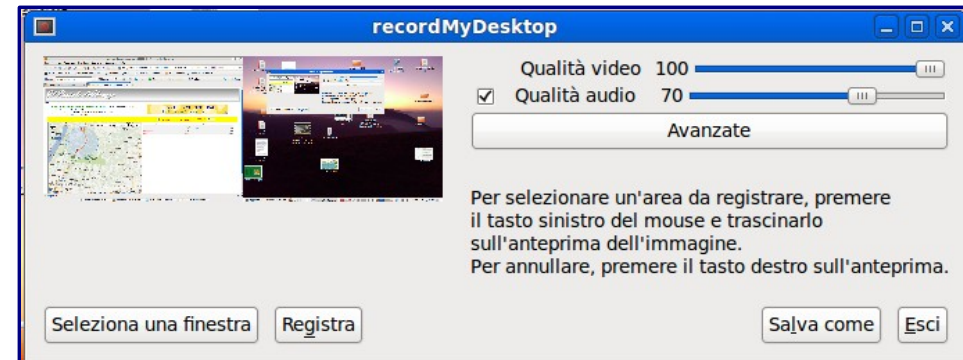 recordMyDesktop
Qualità video 100
Qualità audio 70
Avanzate
Per selezionare un'area da registrare, premere
il tasto sinistro del mouse e trascinarlo
sull'anteprima dell'immagine.
Per annullare, premere il tasto destro sull'anteprima.
Seleziona una finestra Registra Salva come Esci